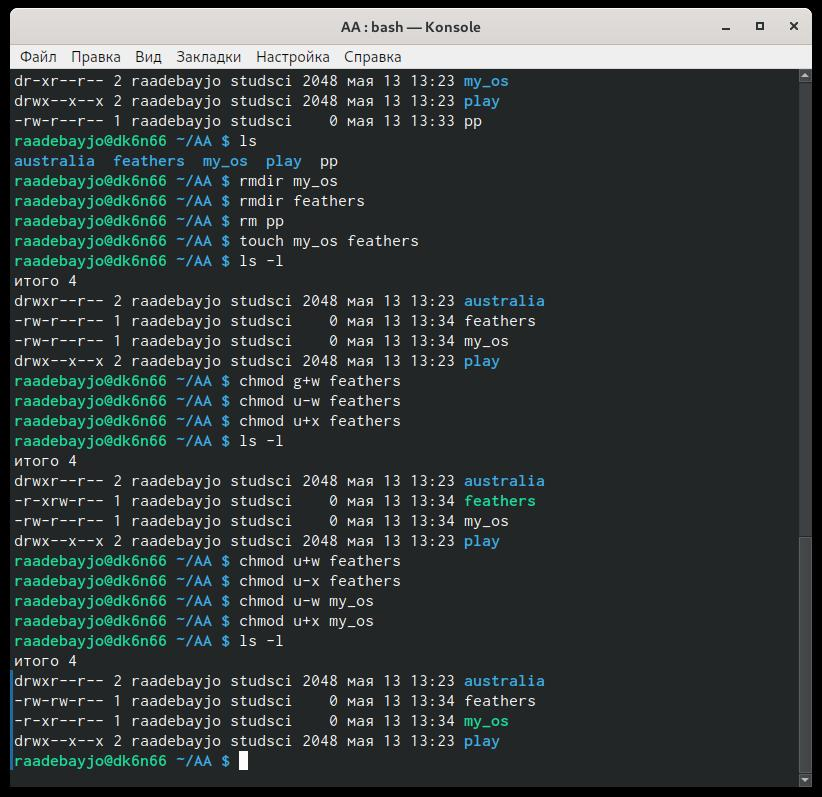 AA : bash — Konsole
Файл Правка Вид Закладки Настройка Справка
dr-xr--r-- 2 raadebayjo studsci 2048 мая 13 13:23 my_os
drwx--x--x 2 raadebayjo studsci 2048 мая 13 13:23 play
-rw-r--r-- 1 raadebayjo studsci    0 мая 13 13:33 pp
raadebayjo@dk6n66 ~/AA $ ls
australia  feathers  my_os  play  pp
raadebayjo@dk6n66 ~/AA $ rmdir my_os
raadebayjo@dk6n66 ~/AA $ rmdir feathers
raadebayjo@dk6n66 ~/AA $ rm pp
raadebayjo@dk6n66 ~/AA $ touch my_os feathers
raadebayjo@dk6n66 ~/AA $ ls -l
итого 4
drwxr--r-- 2 raadebayjo studsci 2048 мая 13 13:23 australia
-rw-r--r-- 1 raadebayjo studsci    0 мая 13 13:34 feathers
-rw-r--r-- 1 raadebayjo studsci    0 мая 13 13:34 my_os
drwx--x--x 2 raadebayjo studsci 2048 мая 13 13:23 play
raadebayjo@dk6n66 ~/AA $ chmod g+w feathers
raadebayjo@dk6n66 ~/AA $ chmod u-w feathers
raadebayjo@dk6n66 ~/AA $ chmod u+x feathers
raadebayjo@dk6n66 ~/AA $ ls -l
итого 4
drwxr--r-- 2 raadebayjo studsci 2048 мая 13 13:23 australia
-r-xrw-r-- 1 raadebayjo studsci    0 мая 13 13:34 feathers
-rw-r--r-- 1 raadebayjo studsci    0 мая 13 13:34 my_os
drwx--x--x 2 raadebayjo studsci 2048 мая 13 13:23 play
raadebayjo@dk6n66 ~/AA $ chmod u+w feathers
raadebayjo@dk6n66 ~/AA $ chmod u-x feathers
raadebayjo@dk6n66 ~/AA $ chmod u-w my_os
raadebayjo@dk6n66 ~/AA $ chmod u+x my_os
raadebayjo@dk6n66 ~/AA $ ls -l
итого 4
drwxr--r-- 2 raadebayjo studsci 2048 мая 13 13:23 australia
-rw-rw-r-- 1 raadebayjo studsci    0 мая 13 13:34 feathers
-r-xr--r-- 1 raadebayjo studsci    0 мая 13 13:34 my_os
drwx--x--x 2 raadebayjo studsci 2048 мая 13 13:23 play
raadebayjo@dk6n66 ~/AA $